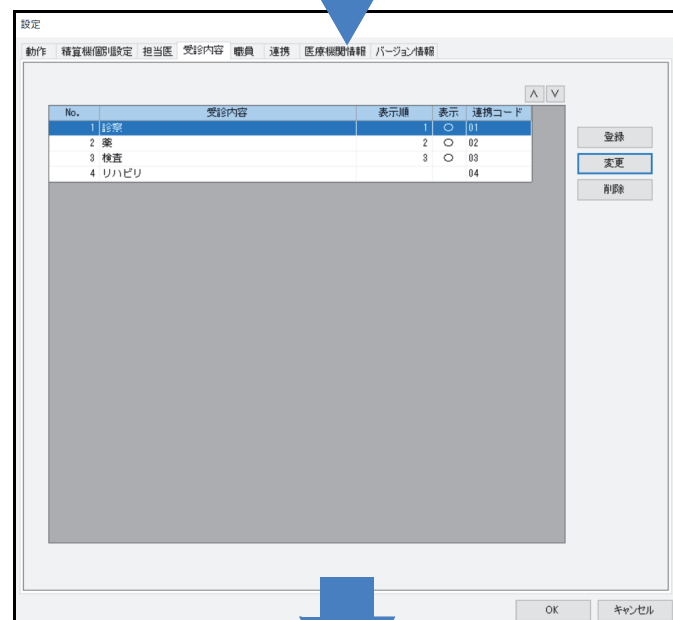 設定
動作 精算機個別設定 担当医 受診内容 職員 連携 医療機関情報 バージョン情報
∧ ∨
No. 受診内容 表示順 表示 連携コード
1 診察 1 ○ 01
2 薬 2 ○ 02
3 検査 3 ○ 03
4 リハビリ 04
登録
変更
削除
OK キャンセル